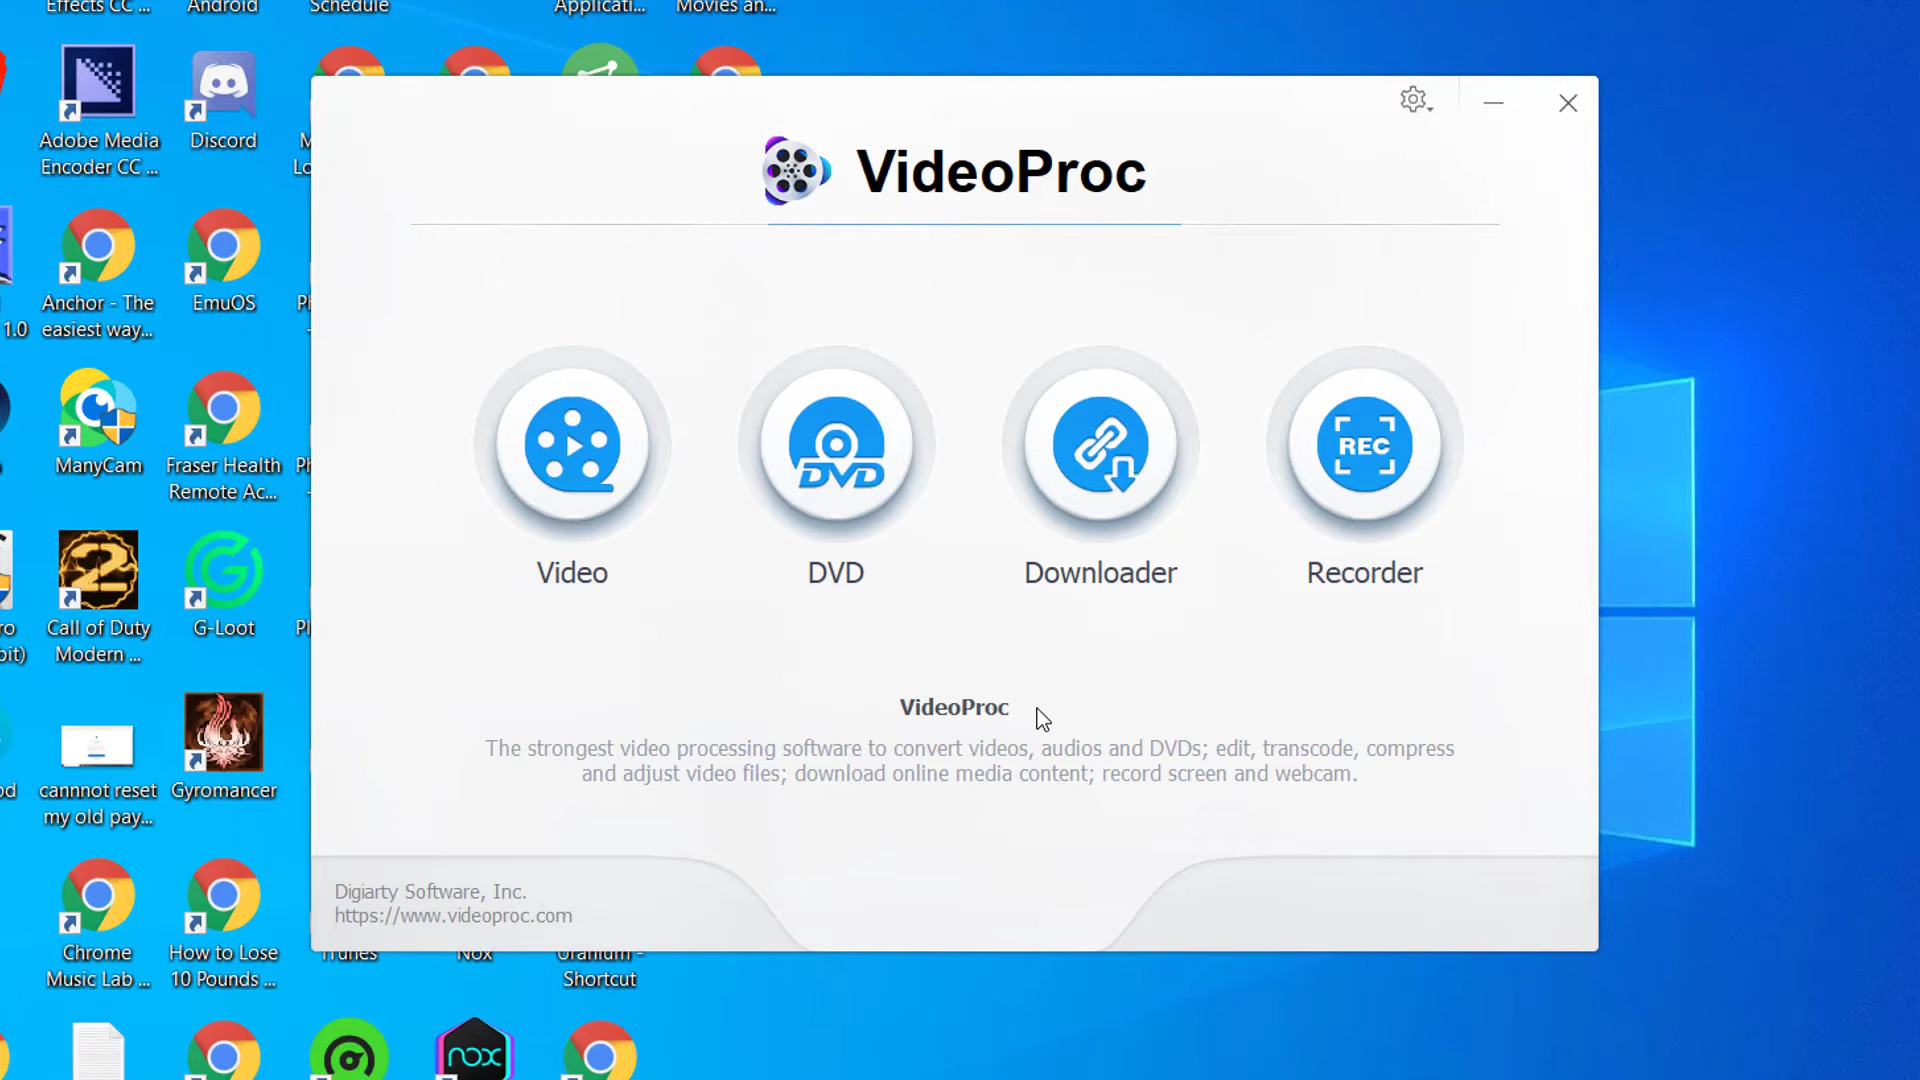 Effects CC ...
Android
Schedule
Applicati...
Movies an...
Adobe Media
Encoder CC ...
Discord
Anchor - The
easiest way...
EmuOS
1.0
ManyCam
Fraser Health
Remote Ac...
Call of Duty
Modern ...
G-Loot
cannnot reset
my old pay...
Gyromancer
Chrome
Music Lab ...
How to Lose
10 Pounds ...
iTunes
Nox
Uranium -
Shortcut
nox
VideoProc
DVD
REC
Video
DVD
Downloader
Recorder
VideoProc
The strongest video processing software to convert videos, audios and DVDs; edit, transcode, compress
and adjust video files; download online media content; record screen and webcam.
Digiarty Software, Inc.
https://www.videoproc.com